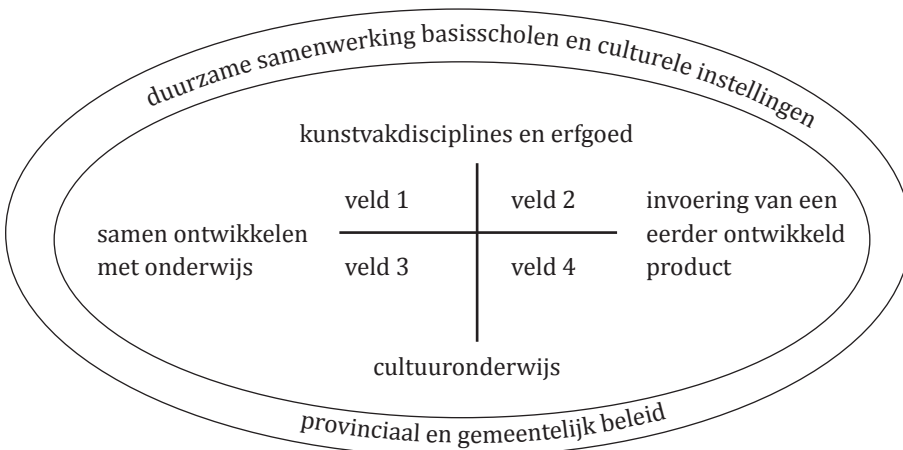 duurzame samenwerking basisscholen en culturele instellingen
kunstvakdisciplines en erfgoed
veld 1
veld 2
samen ontwikkelen
met onderwijs
invoering van een
eerder ontwikkeld
product
veld 3
veld 4
cultuuronderwijs
provinciaal en gemeentelijk beleid